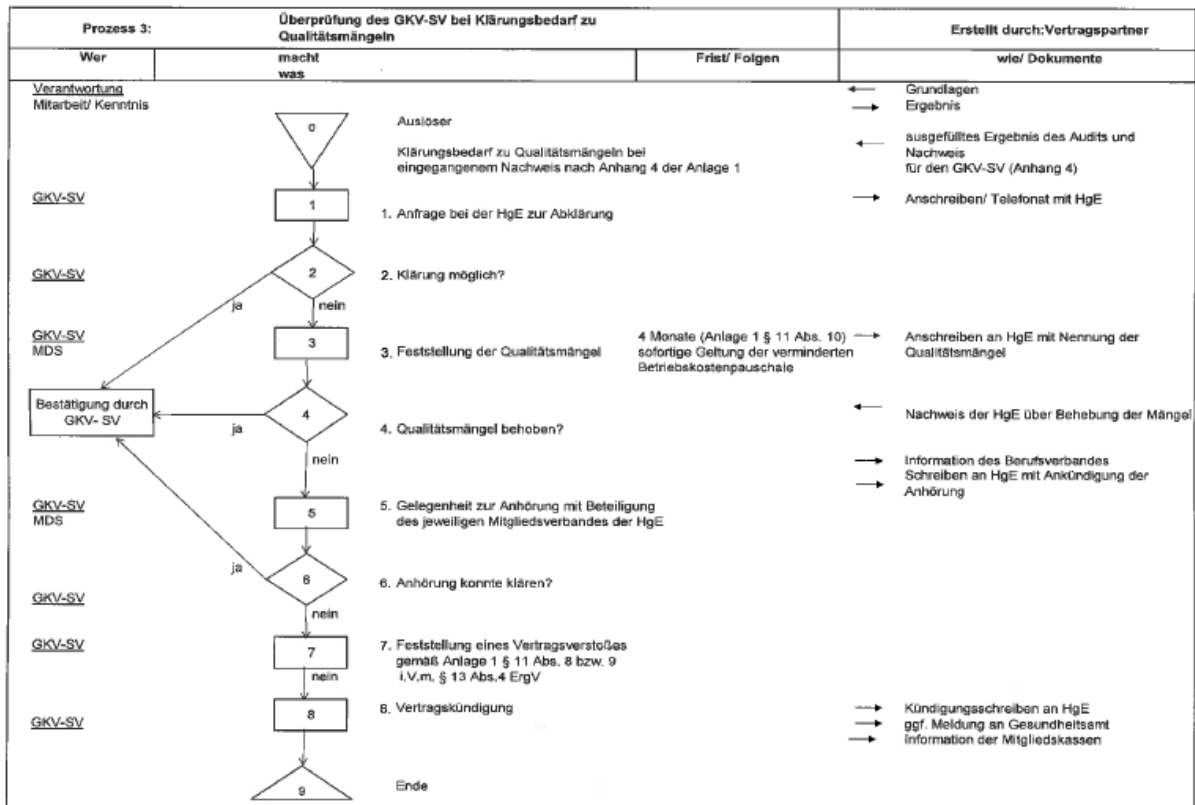 Prozess 3:
Überprüfung des GKV-SV bei Klärungsbedarf zu
Qualitätsmängeln
Erstellt durch:Vertragspartner
Wer
macht
was
Frist/ Folgen
wie/ Dokumente
Verantwortung
Mitarbeit/ Kenntnis
Grundlagen
Ergebnis
0
Auslöser
Klärungsbedarf zu Qualitätsmängeln bei
eingegangenem Nachweis nach Anhang 4 der Anlage 1
ausgefülltes Ergebnis des Audits und
Nachweis
für den GKV-SV (Anhang 4)
GKV-SV
1
1. Anfrage bei der HgE zur Abklärung
Anschreiben/ Telefonat mit HgE
GKV-SV
2
2. Klärung möglich?
ja
nein
GKV-SV
MDS
3
3. Feststellung der Qualitätsmängel
4 Monate (Anlage 1 § 11 Abs. 10)
sofortige Geltung der verminderten
Betriebskostenpauschale
Anschreiben an HgE mit Nennung der
Qualitätsmängel
Bestätigung durch
GKV- SV
ja
4
4. Qualitätsmängel behoben?
Nachweis der HgE über Behebung der Mängel
nein
Information des Berufsverbandes
Schreiben an HgE mit Ankündigung der
Anhörung
GKV-SV
MDS
5
5. Gelegenheit zur Anhörung mit Beteiligung
des jeweiligen Mitgliedsverbandes der HgE
ja
6
6. Anhörung konnte klären?
GKV-SV
nein
GKV-SV
7
7. Feststellung eines Vertragsverstoßes
gemäß Anlage 1 § 11 Abs. 8 bzw. 9
i.V.m. § 13 Abs.4 ErgV
nein
GKV-SV
8
8. Vertragskündigung
Kündigungsschreiben an HgE
ggf. Meldung an Gesundheitsamt
Information der Mitgliedskassen
9
Ende